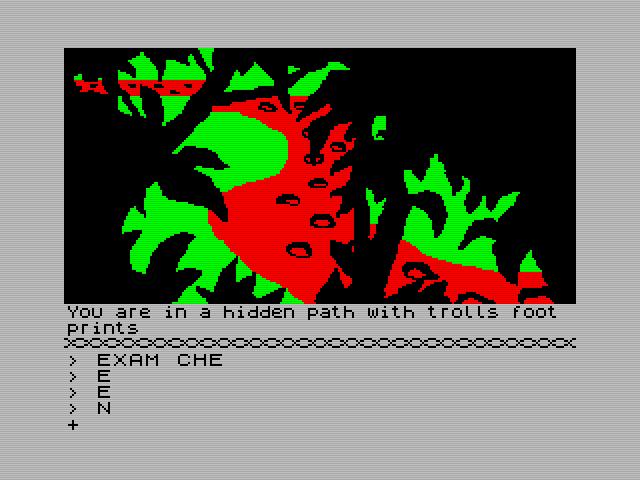 You are in a hidden path with trolls foot
prints
> EXAM CHE
> E
> E
> N
+